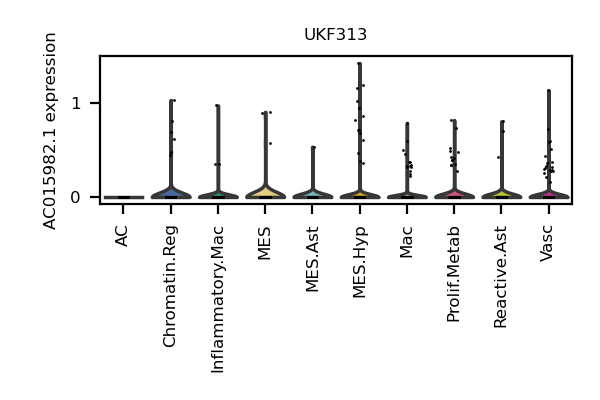 UKF313
AC015982.1 expression
1
0
AC
Chromatin.Reg
Inflammatory.Mac
MES
MES.Ast
MES.Hyp
Mac
Prolif.Metab
Reactive.Ast
Vasc